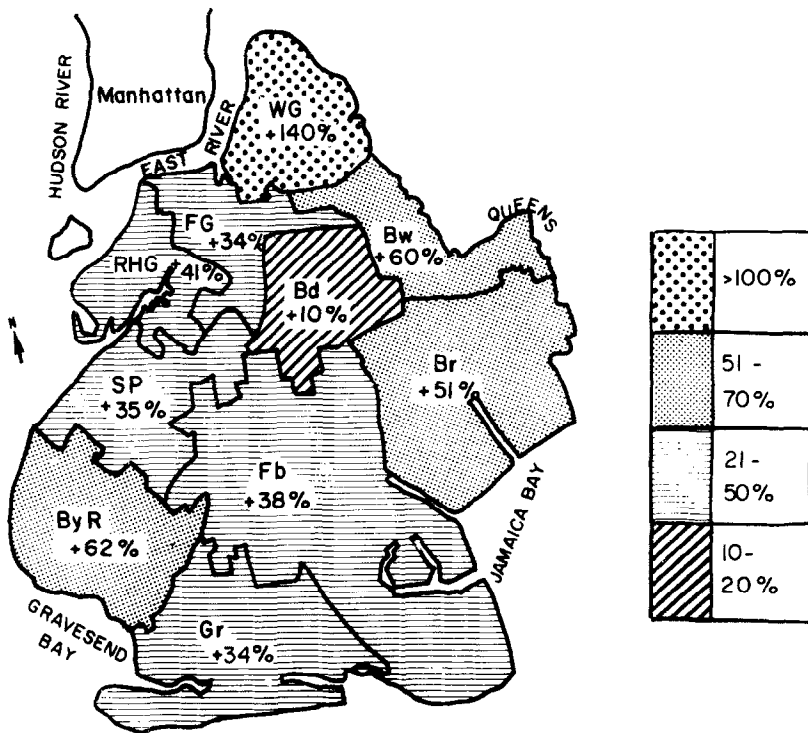 HUDSON RIVER
Manhattan
EAST RIVER
WG
+140%
QUEENS
FG
+34%
Bw
+60%
RHG +41%
Bd
+10%
N
SP
+35%
Br
+51%
Fb
+38%
ByR
+62%
JAMAICA BAY
GRAVESEND
BAY
Gr
+34%
>100%
51 -
70%
21 -
50%
10-
20%